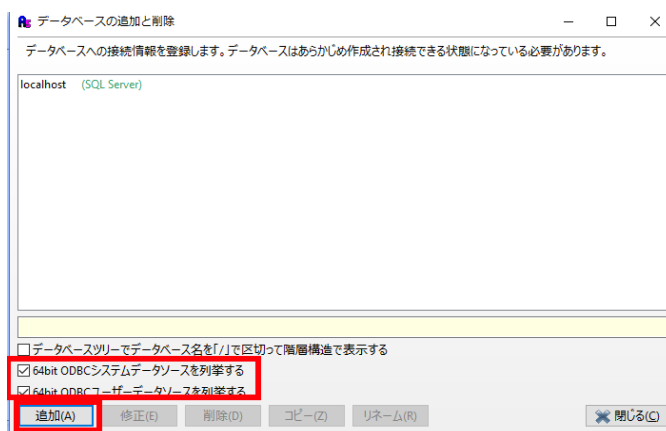 データベースの追加と削除
データベースへの接続情報を登録します。データベースはあらかじめ作成され接続できる状態になっている必要があります。
localhost (SQL Server)
データベースツリーでデータベース名を「/」で区切って階層構造で表示する
64bit ODBCシステムデータソースを列挙する
64bit ODBCユーザーデータソースを列挙する
追加(A) 修正(E) 削除(D) コピー(Z) リネーム(R) 閉じる(C)